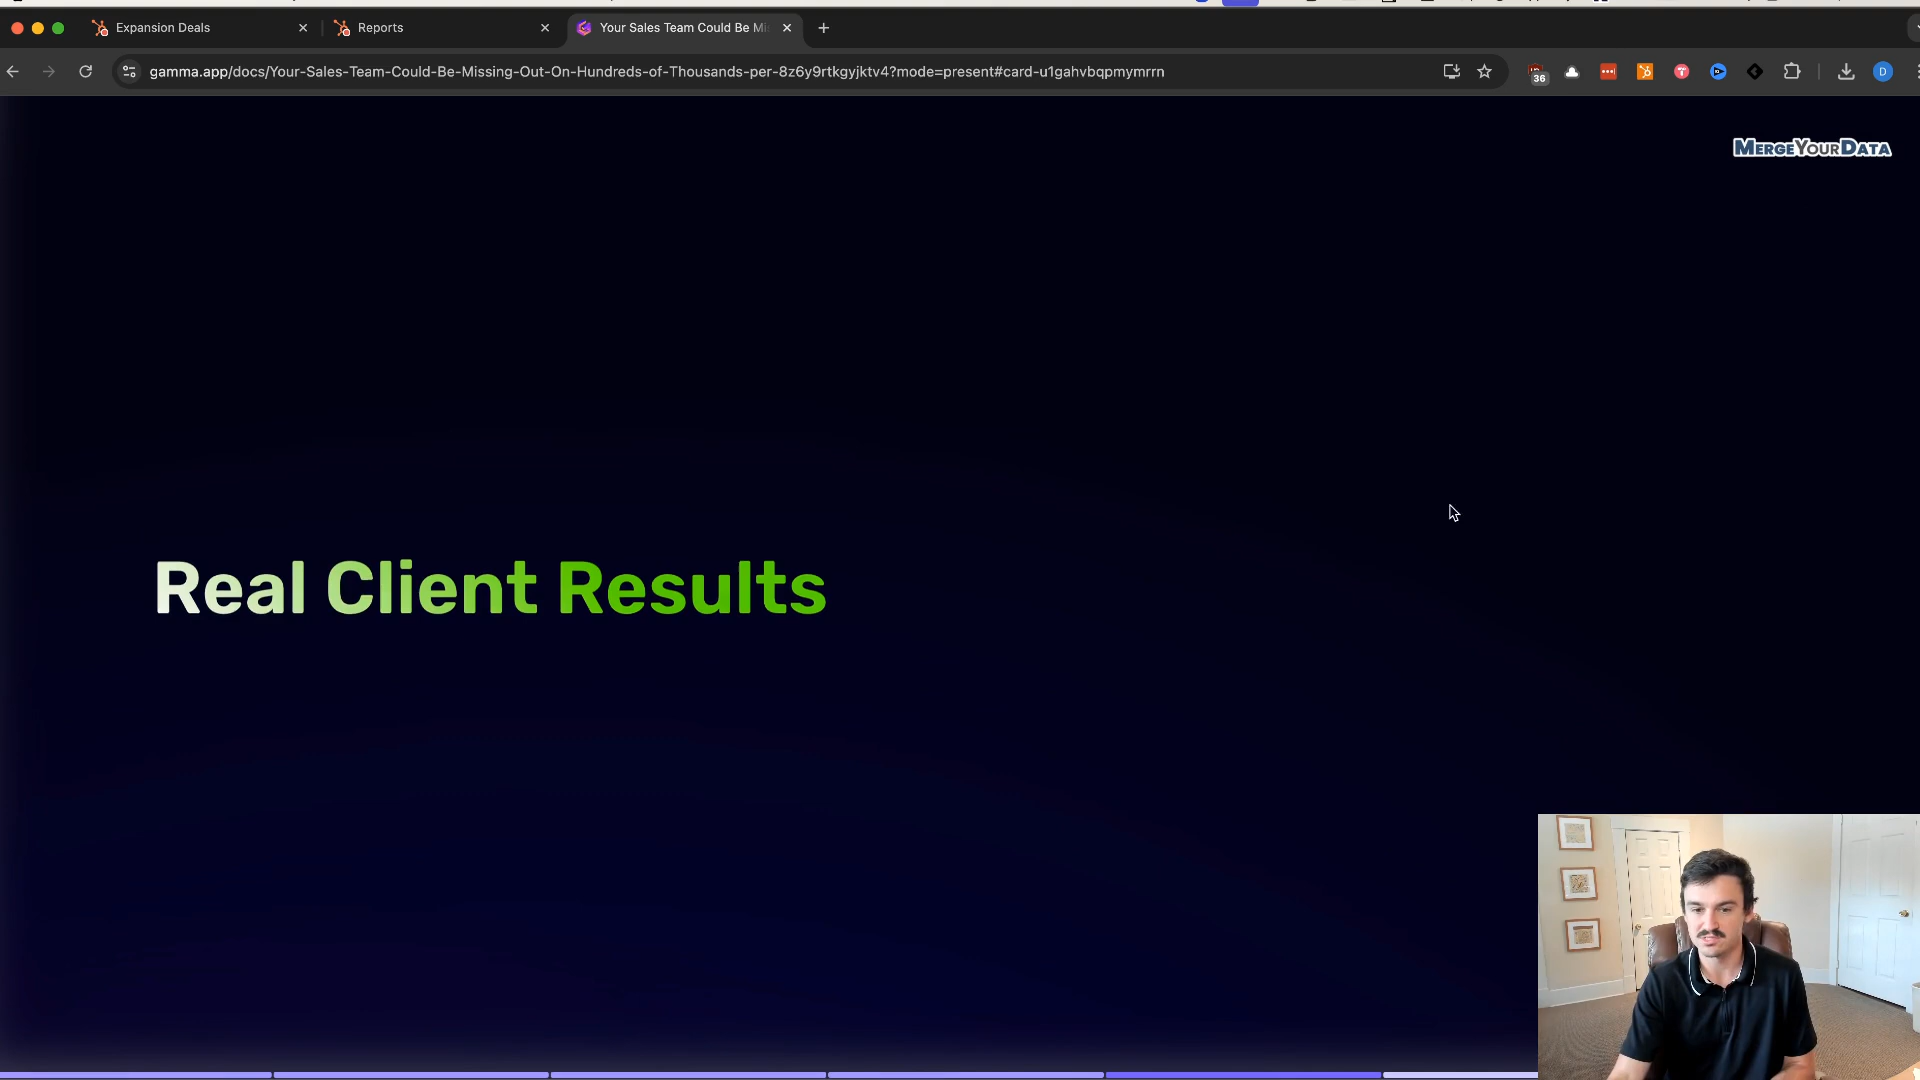 Expansion Deals
Reports
Your Sales Team Could Be Mi
gamma.app/docs/Your-Sales-Team-Could-Be-Missing-Out-On-Hundreds-of-Thousands-per-8z6y9rtkgyjktv4?mode=present#card-u1gahvbqpmymrrn
36
D
MERGEYOURDATA
Real Client Results